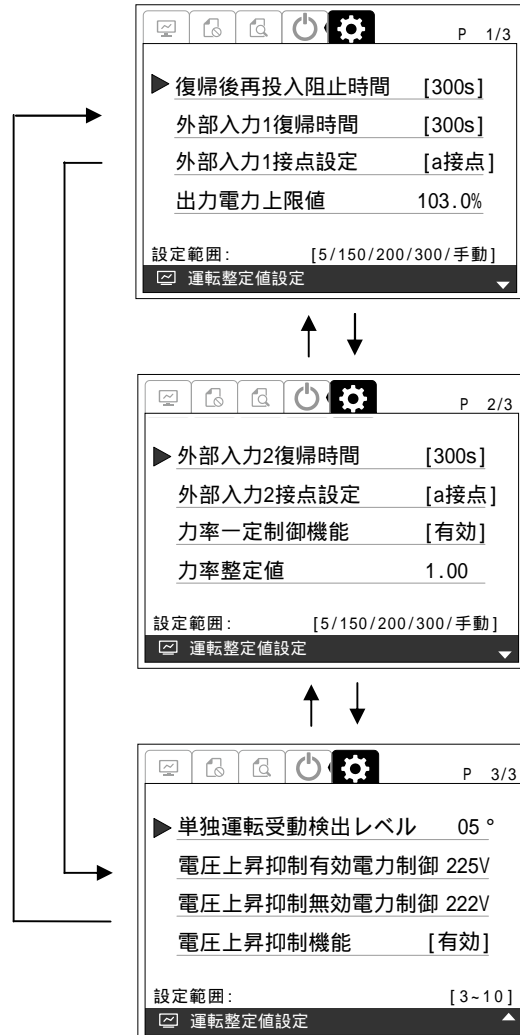 P 1/3
復帰後再投入阻止時間 [300s]
外部入力1復帰時間 [300s]
外部入力1接点設定 [a接点]
出力電力上限値 103.0%
設定範囲: [5/150/200/300/手動]
運転整定値設定
P 2/3
外部入力2復帰時間 [300s]
外部入力2接点設定 [a接点]
力率一定制御機能 [有効]
力率整定値 1.00
設定範囲: [5/150/200/300/手動]
運転整定値設定
P 3/3
単独運転受動検出レベル 05°
電圧上昇抑制有効電力制御 225V
電圧上昇抑制無効電力制御 222V
電圧上昇抑制機能 [有効]
設定範囲: [3~10]
運転整定値設定